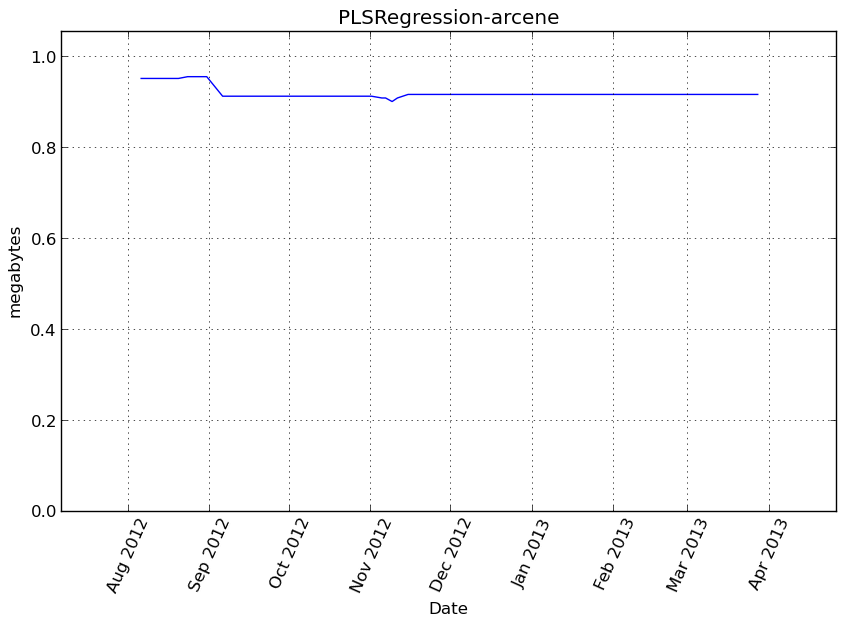 PLSRegression-arcene
megabytes
1.0
0.8
0.6
0.4
0.2
0.0
Aug 2012
Sep 2012
Oct 2012
Nov 2012
Dec 2012
Jan 2013
Feb 2013
Mar 2013
Apr 2013
Date